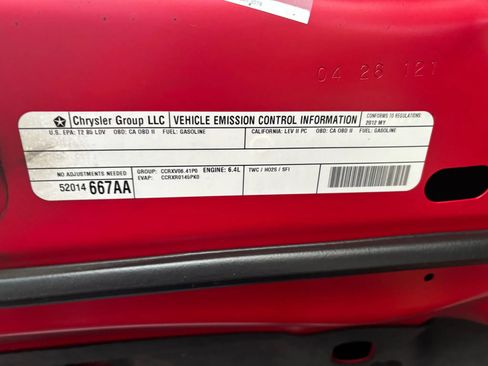 04 26 121
Chrysler Group LLC
VEHICLE EMISSION CONTROL INFORMATION
CONFORMS TO REGULATIONS:
2012 MY
U.S. EPA: T2 B5 LDV OBD: CA OBD II FUEL: GASOLINE
CALIFORNIA: LEV II PC OBD: CA OBD II FUEL: GASOLINE
NO ADJUSTMENTS NEEDED
52014 667AA
GROUP: CCRXV06.41P0 ENGINE: 6.4L
EVAP: CCRXR0145PK0
TWC / HO2S / SFI